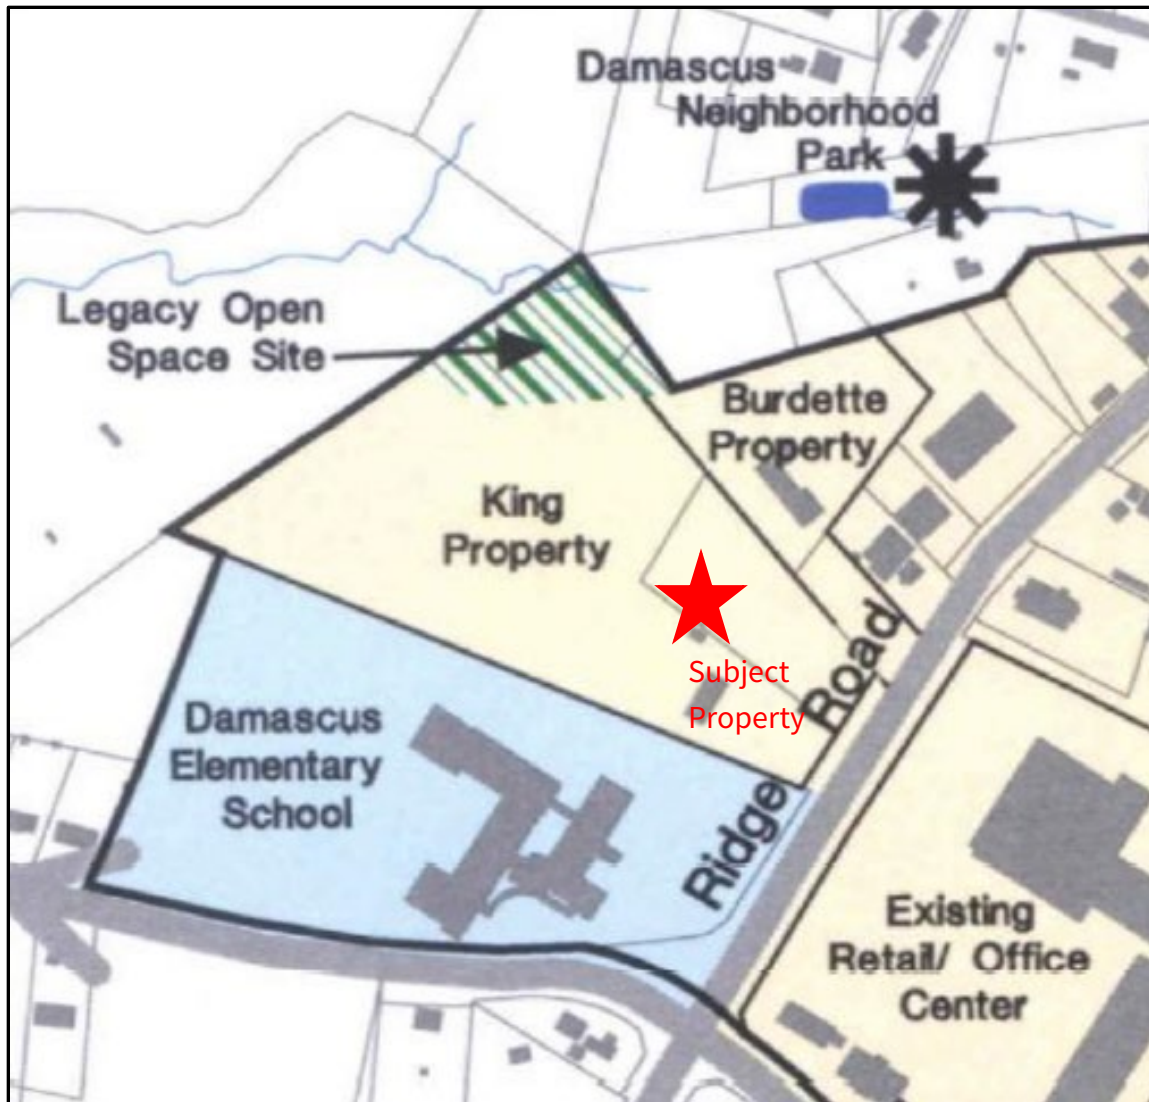 Damascus
Neighborhood
Park
Legacy Open
Space Site
Burdette
Property
King
Property
Subject
Property
Ridge Road
Damascus
Elementary
School
Existing
Retail/ Office
Center